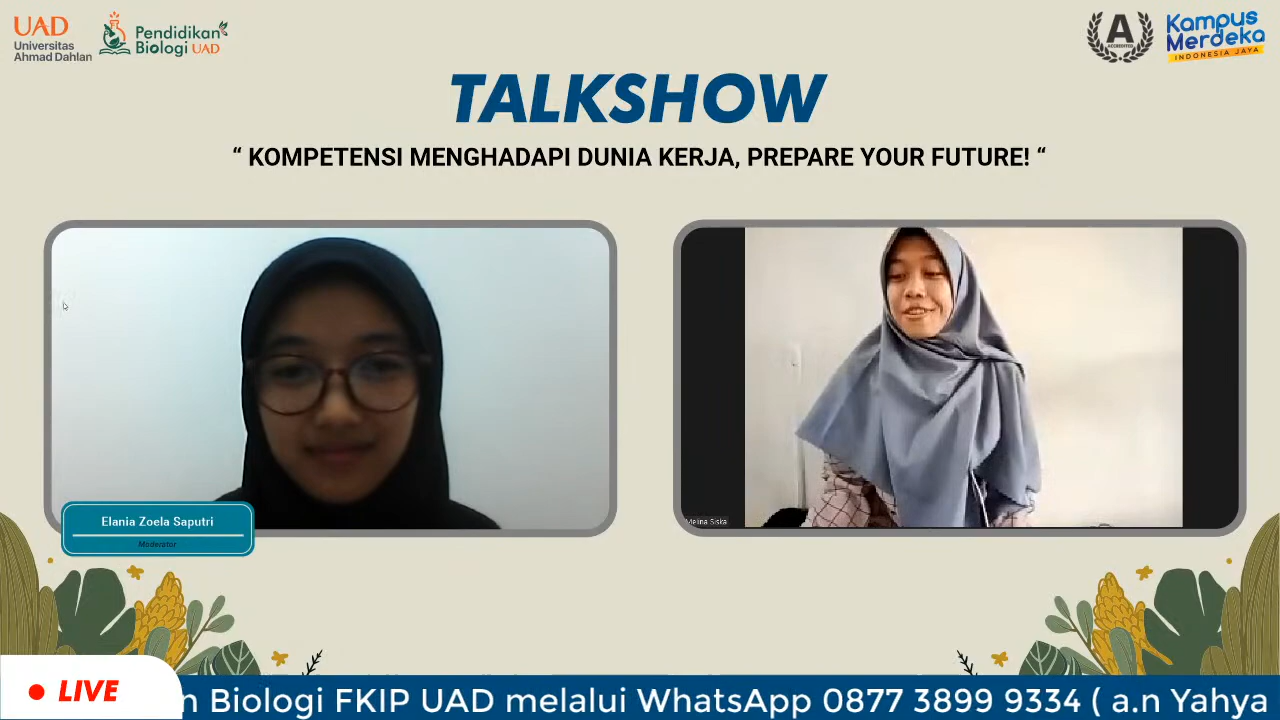 UAD
Universitas
Ahmad Dahlan
Pendidikan
Biologi UAD
A
ACCREDITED
Kampus
Merdeka
INDONESIA JAYA
TALKSHOW
“ KOMPETENSI MENGHADAPI DUNIA KERJA, PREPARE YOUR FUTURE! “
Elania Zoela Saputri
Moderator
Melina Siska
LIVE
n Biologi FKIP UAD melalui WhatsApp 0877 3899 9334 ( a.n Yahya